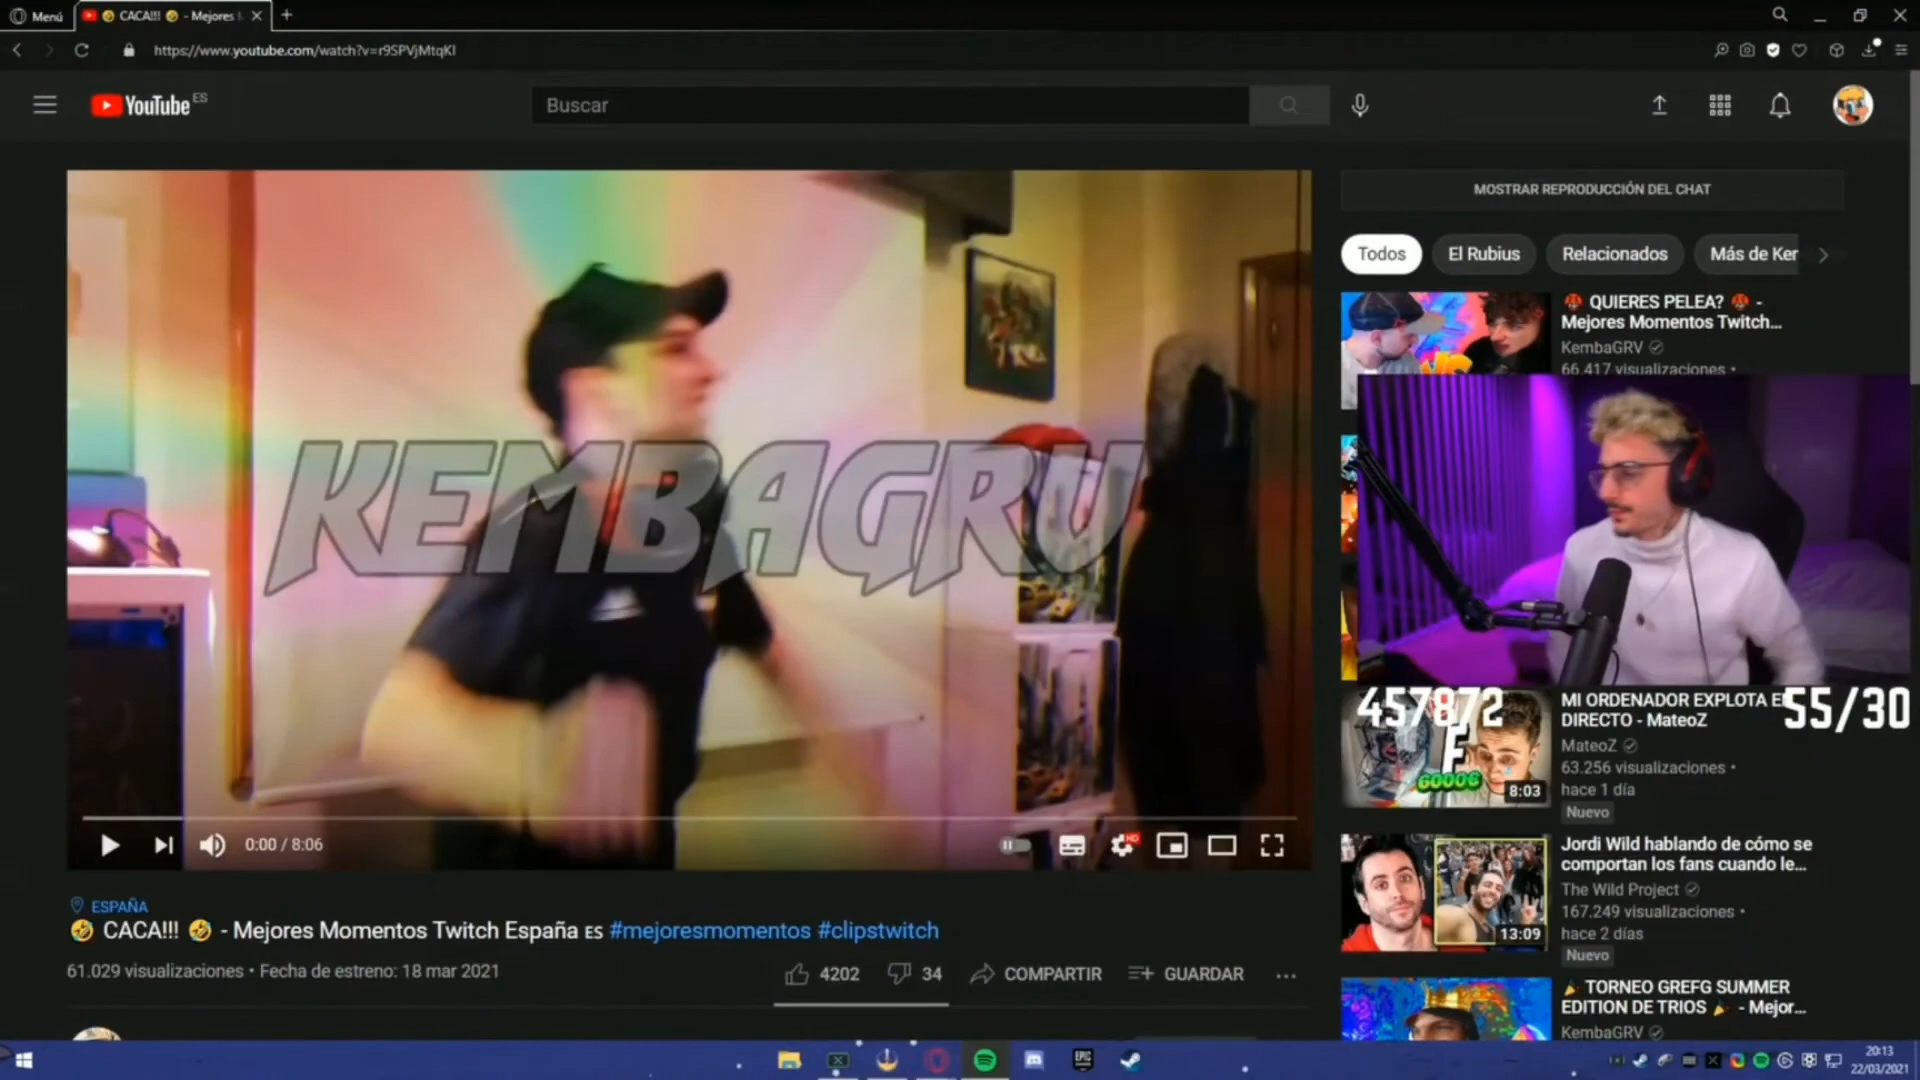 Menú
CACA!!! - Mejores
https://www.youtube.com/watch?v=r9SPVjMtqKI
YouTube ES
Buscar
KEMBAGRU
0:00 / 8:06
HD
ESPAÑA
🤣 CACA!!! 🤣 - Mejores Momentos Twitch España ES #mejoresmomentos #clipstwitch
61.029 visualizaciones • Fecha de estreno: 18 mar 2021
4202
34
COMPARTIR
GUARDAR
MOSTRAR REPRODUCCIÓN DEL CHAT
Todos
El Rubius
Relacionados
Más de Ker
QUIERES PELEA? -
Mejores Momentos Twitch...
KembaGRV
66.417 visualizaciones •
457872
55/30
F
6000€
8:03
MI ORDENADOR EXPLOTA E
DIRECTO - MateoZ
MateoZ
63.256 visualizaciones •
hace 1 día
Nuevo
13:09
Jordi Wild hablando de cómo se
comportan los fans cuando le...
The Wild Project
167.249 visualizaciones •
hace 2 días
Nuevo
TORNEO GREFG SUMMER
EDITION DE TRIOS - Mejor...
KembaGRV
EPIC
20:13
22/03/2021